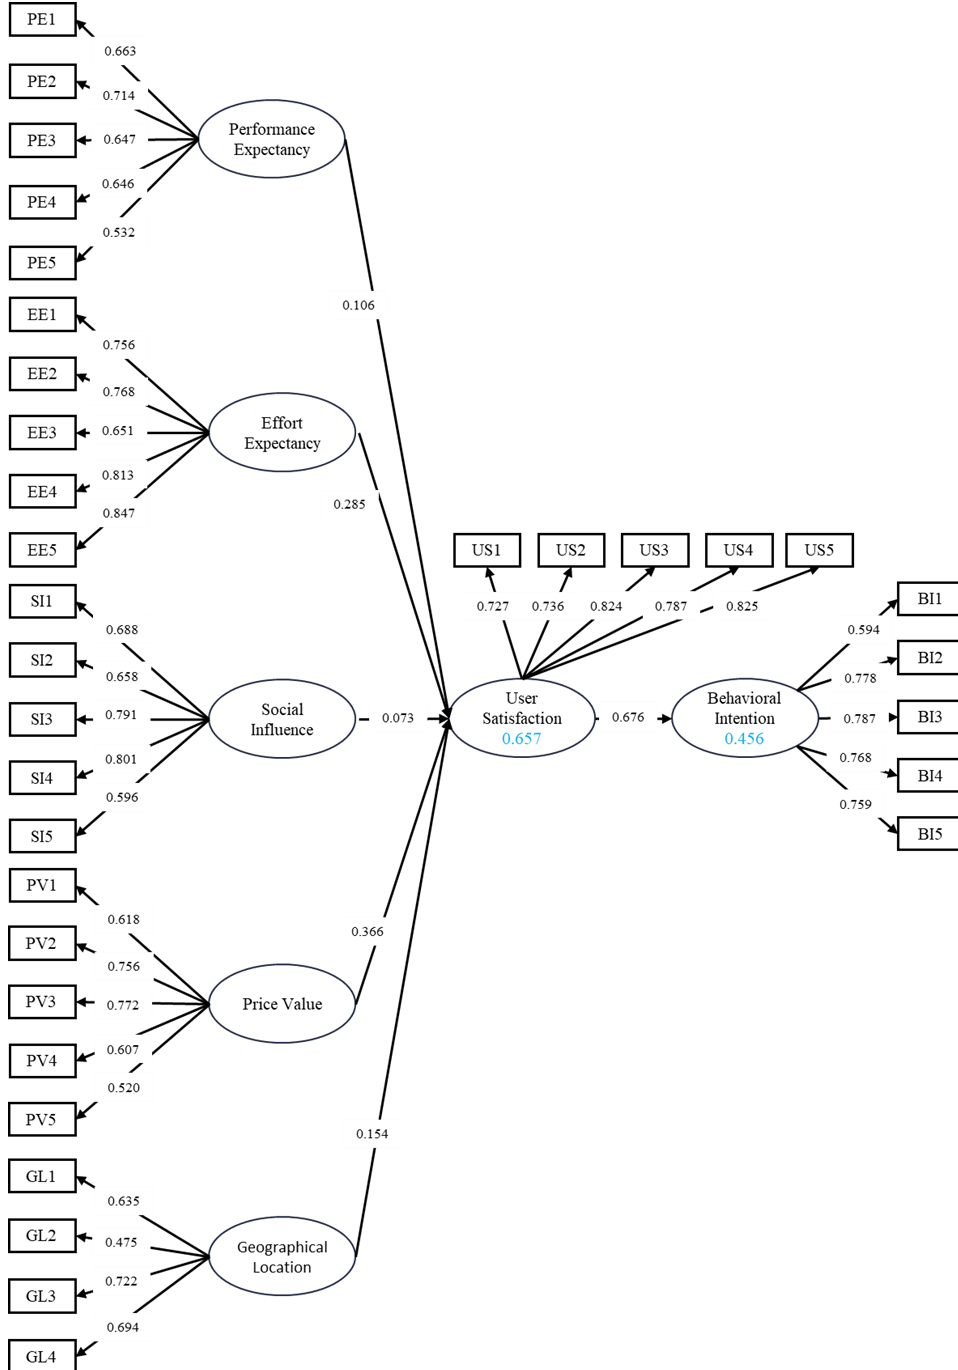 PE1
0.663
PE2
0.714
PE3
0.647
PE4
0.646
PE5
0.532
Performance
Expectancy
0.106
EE1
0.756
EE2
0.768
EE3
0.651
EE4
0.813
EE5
0.847
Effort
Expectancy
0.285
SI1
0.688
SI2
0.658
SI3
0.791
SI4
0.801
SI5
0.596
Social
Influence
0.073
US1
US2
US3
US4
US5
0.727
0.736
0.824
0.787
0.825
User
Satisfaction
0.657
0.676
Behavioral
Intention
0.456
BI1
0.594
BI2
0.778
BI3
0.787
BI4
0.768
BI5
0.759
PV1
0.618
PV2
0.756
PV3
0.772
PV4
0.607
PV5
0.520
Price Value
0.366
GL1
0.635
GL2
0.475
GL3
0.722
GL4
0.694
Geographical
Location
0.154